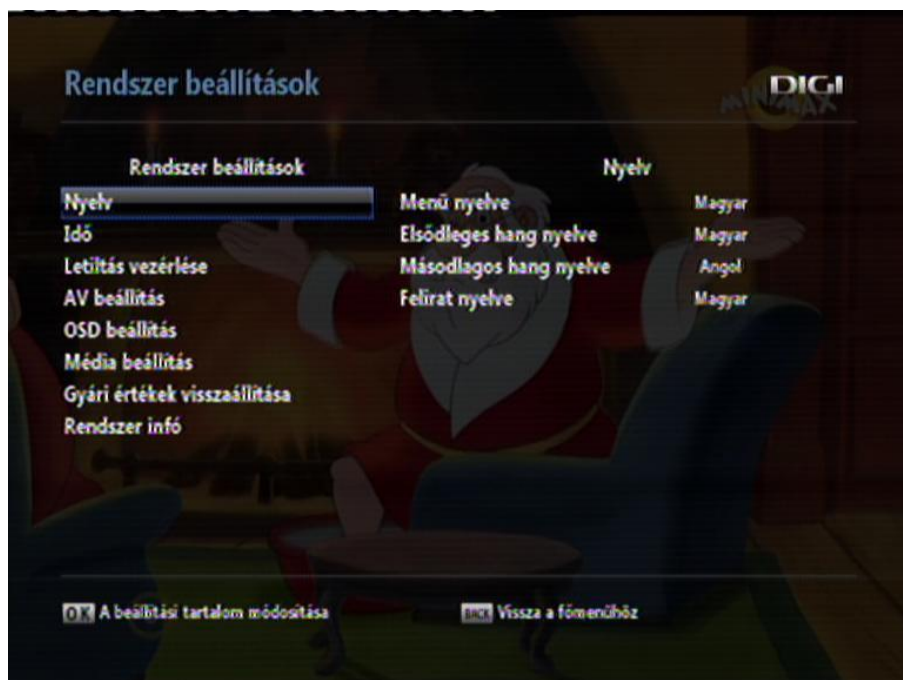 Rendszer beállítások
DIGI
MINIMAX
Rendszer beállítások
Nyelv
Nyelv
Menü nyelve
Magyar
Idő
Elsődleges hang nyelve
Magyar
Letiltás vezérlése
Másodlagos hang nyelve
Angol
AV beállítás
Felirat nyelve
Magyar
OSD beállítás
Média beállítás
Gyári értékek visszaállítása
Rendszer infó
OK A beállítási tartalom módosítása
BACK Vissza a főmenühöz